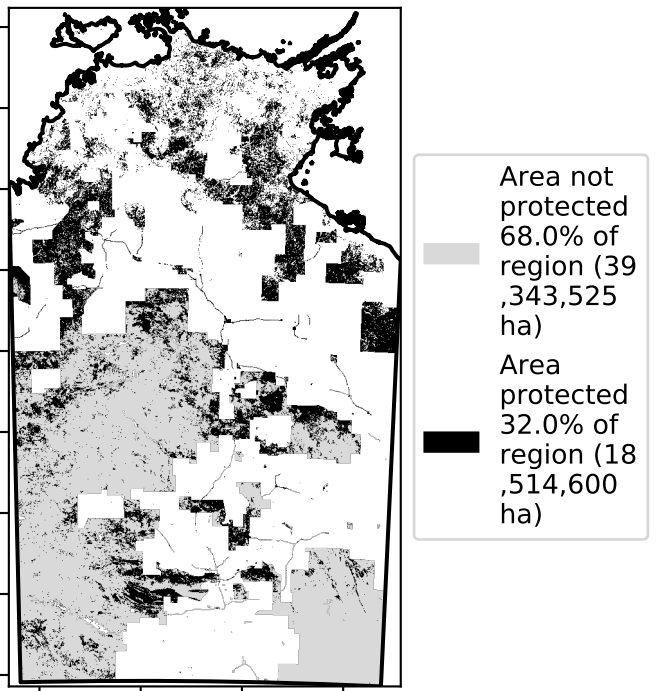 Area not
protected
68.0% of
region (39
,343,525
ha)
Area
protected
32.0% of
region (18
,514,600
ha)